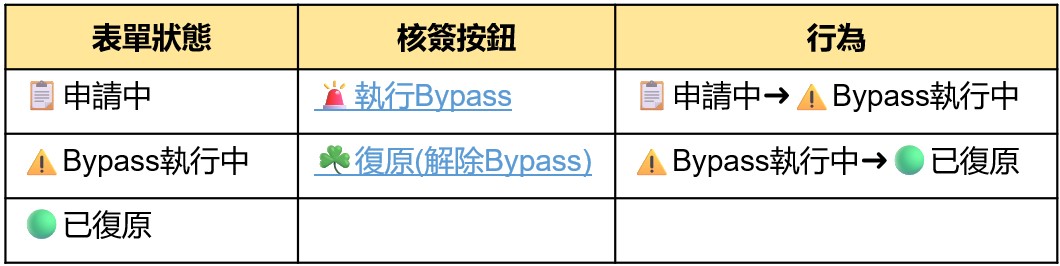 表單狀態 核簽按鈕 行為
📋申請中 🚨執行Bypass 📋申請中→⚠️Bypass執行中
⚠️Bypass執行中 ☘️復原(解除Bypass) ⚠️Bypass執行中→🟢已復原
🟢已復原